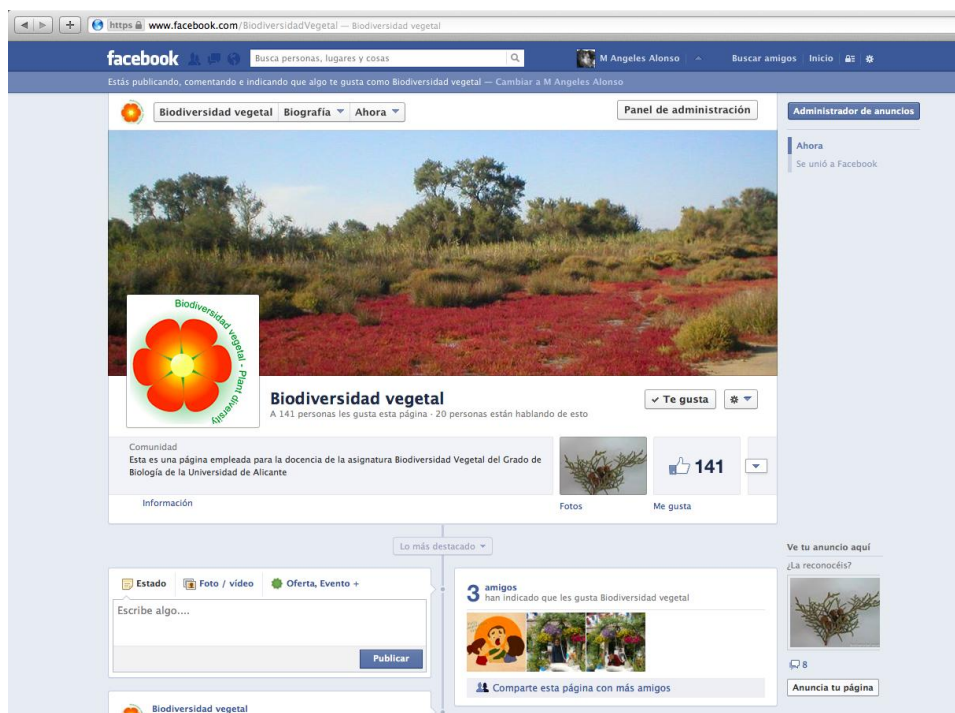 https www.facebook.com/BiodiversidadVegetal — Biodiversidad vegetal
facebook Busca personas, lugares y cosas M Angeles Alonso Buscar amigos Inicio
Estás publicando, comentando e indicando que algo te gusta como Biodiversidad vegetal — Cambiar a M Angeles Alonso
Biodiversidad vegetal Biografía Ahora Panel de administración
Administrador de anuncios
Ahora
Se unió a Facebook
Biodiversidad vegetal - Plant diversity
Biodiversidad vegetal
A 141 personas les gusta esta página · 20 personas están hablando de esto
✓ Te gusta
Comunidad
Esta es una página empleada para la docencia de la asignatura Biodiversidad Vegetal del Grado de
Biología de la Universidad de Alicante
141
Información
Fotos
Me gusta
Lo más destacado
Estado Foto / vídeo Oferta, Evento +
Escribe algo....
Publicar
Biodiversidad vegetal
3 amigos
han indicado que les gusta Biodiversidad vegetal
Comparte esta página con más amigos
Ve tu anuncio aquí
¿La reconocéis?
8
Anuncia tu página